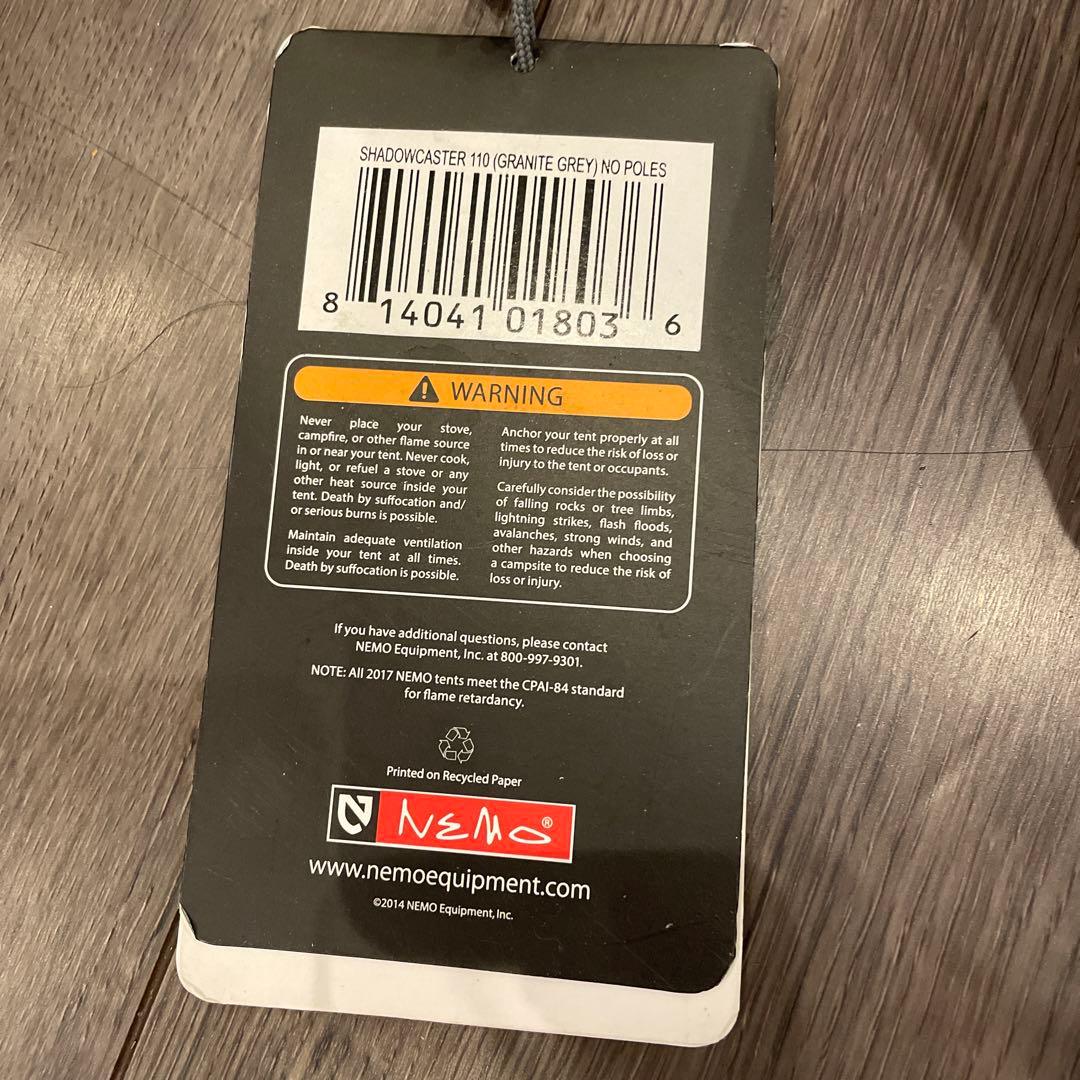 SHADOWCASTER 110 (GRANITE GREY) NO POLES
8 14041 01803 6
WARNING
Never place your stove,
campfire, or other flame source
in or near your tent. Never cook,
light, or refuel a stove or any
other heat source inside your
tent. Death by suffocation and/
or serious burns is possible.
Maintain adequate ventilation
inside your tent at all times.
Death by suffocation is possible.
Anchor your tent properly at all
times to reduce the risk of loss or
injury to the tent or occupants.
Carefully consider the possibility
of falling rocks or tree limbs,
lightning strikes, flash floods,
avalanches, strong winds, and
other hazards when choosing
a campsite to reduce the risk of
loss or injury.
If you have additional questions, please contact
NEMO Equipment, Inc. at 800-997-9301.
NOTE: All 2017 NEMO tents meet the CPAI-84 standard
for flame retardancy.
Printed on Recycled Paper
NEMO®
www.nemoequipment.com
©2014 NEMO Equipment, Inc.